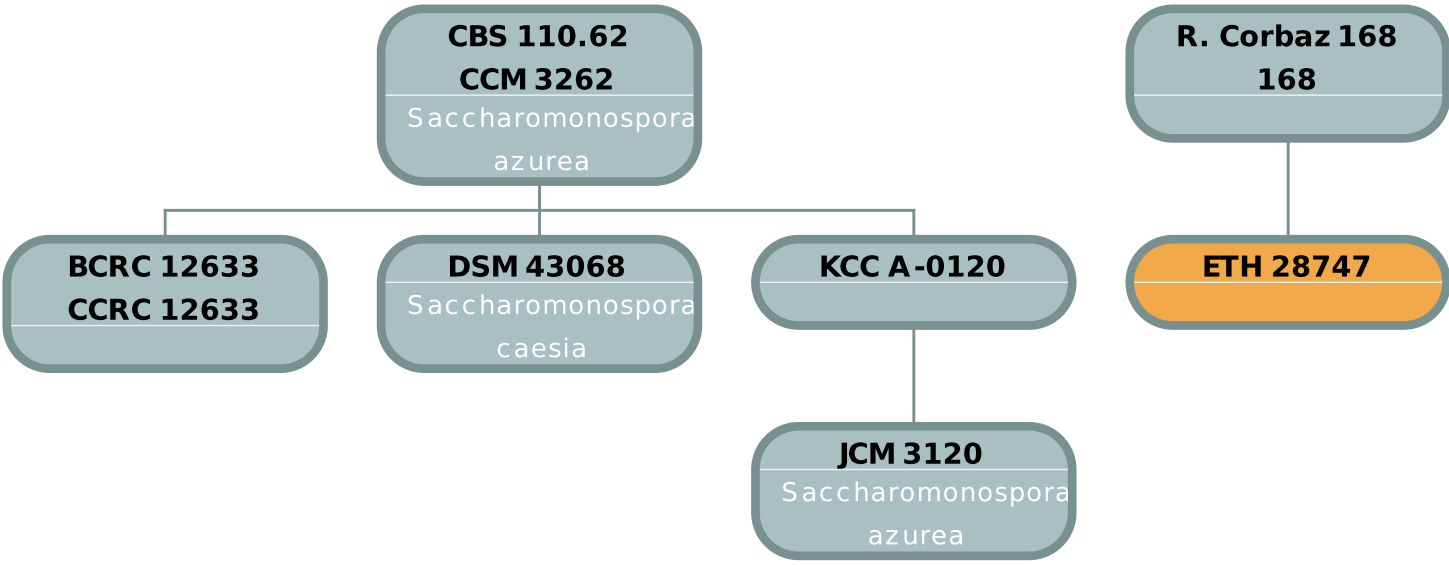 CBS 110.62
CCM 3262
Saccharomonospora
azurea
R. Corbaz 168
168
BCRC 12633
CCRC 12633
DSM 43068
Saccharomonospora
caesia
KCC A-0120
ETH 28747
JCM 3120
Saccharomonospora
azurea